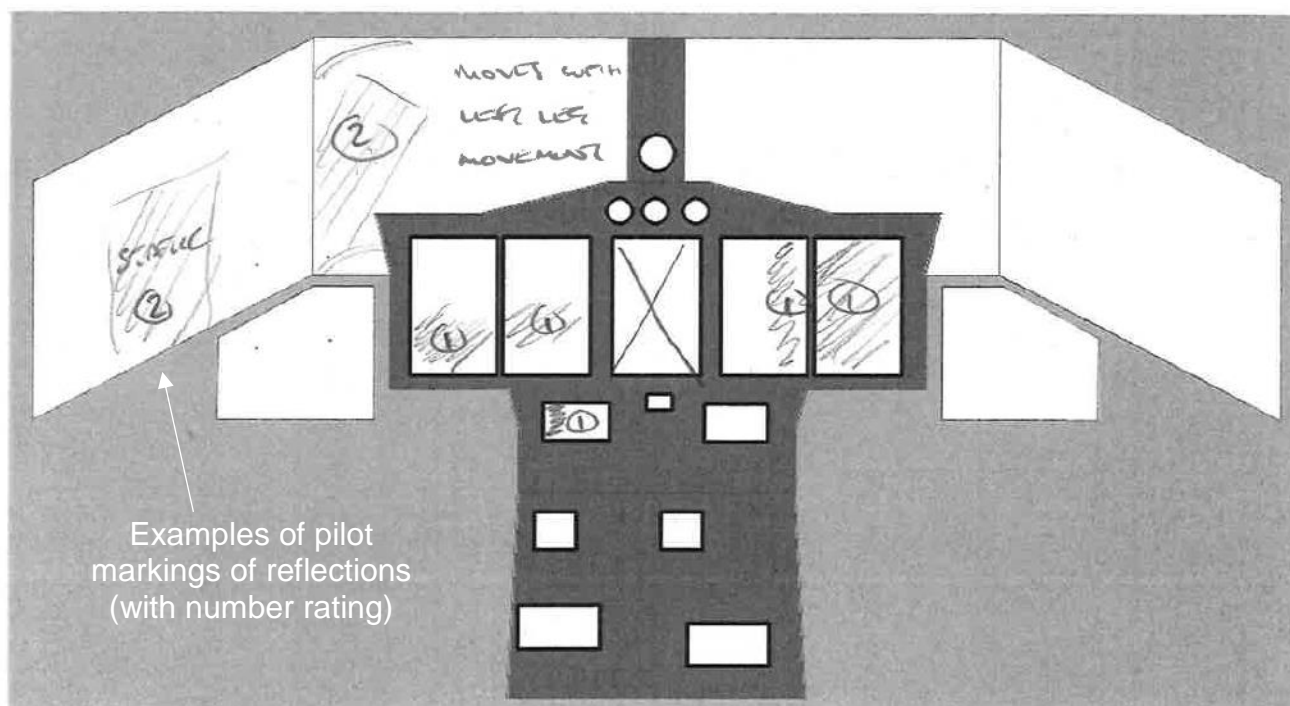 MOVES WITH
LEFT LEG
MOVEMENT
2
STATIC
2
1
1
1
1
1
Examples of pilot
markings of reflections
(with number rating)